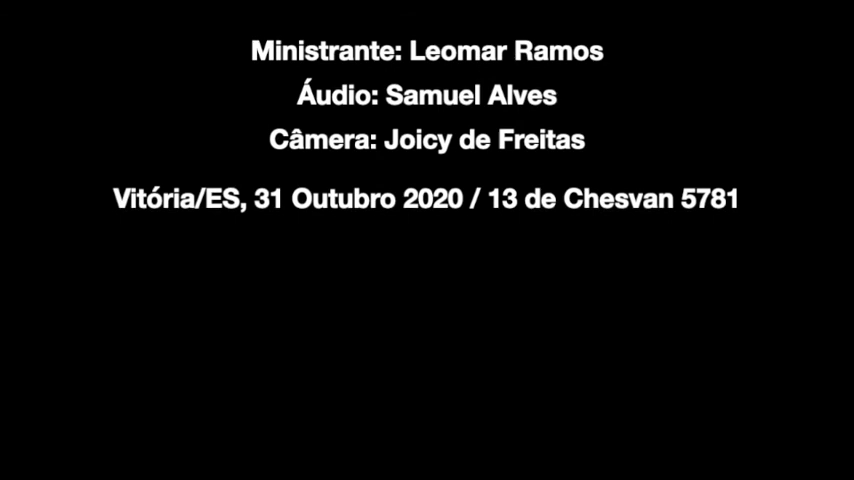 Ministrante: Leomar Ramos
Áudio: Samuel Alves
Câmera: Joicy de Freitas
Vitória/ES, 31 Outubro 2020 / 13 de Chesvan 5781